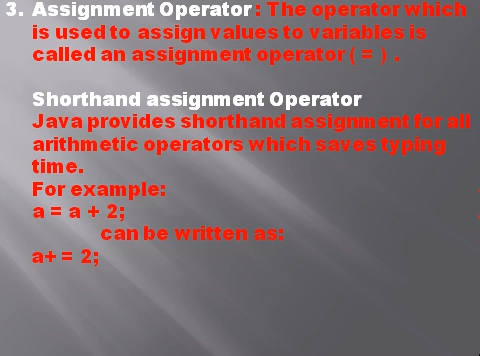 3. Assignment Operator : The operator which
is used to assign values to variables is
called an assignment operator ( = ) .
Shorthand assignment Operator
Java provides shorthand assignment for all
arithmetic operators which saves typing
time.
For example:
a = a + 2;
can be written as:
a+ = 2;